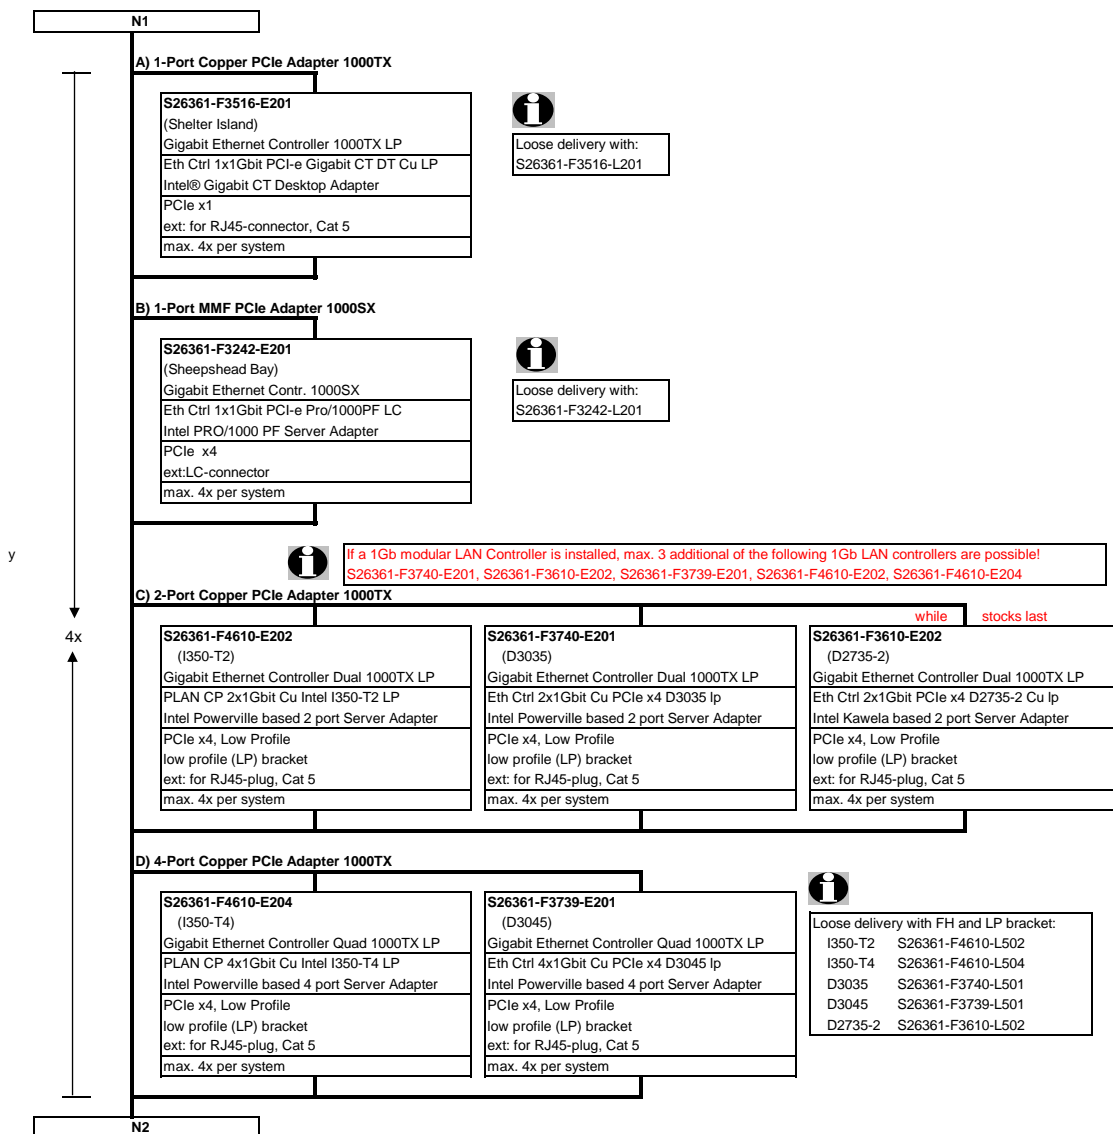 N1
A) 1-Port Copper PCIe Adapter 1000TX
S26361-F3516-E201
(Shelter Island)
Gigabit Ethernet Controller 1000TX LP
Eth Ctrl 1x1Gbit PCI-e Gigabit CT DT Cu LP
Intel® Gigabit CT Desktop Adapter
PCIe x1
ext: for RJ45-connector, Cat 5
max. 4x per system
Loose delivery with:
S26361-F3516-L201
B) 1-Port MMF PCIe Adapter 1000SX
S26361-F3242-E201
(Sheepshead Bay)
Gigabit Ethernet Contr. 1000SX
Eth Ctrl 1x1Gbit PCI-e Pro/1000PF LC
Intel PRO/1000 PF Server Adapter
PCIe x4
ext:LC-connector
max. 4x per system
Loose delivery with:
S26361-F3242-L201
y
If a 1Gb modular LAN Controller is installed, max. 3 additional of the following 1Gb LAN controllers are possible!
S26361-F3740-E201, S26361-F3610-E202, S26361-F3739-E201, S26361-F4610-E202, S26361-F4610-E204
C) 2-Port Copper PCIe Adapter 1000TX
while stocks last
4x
S26361-F4610-E202
(I350-T2)
Gigabit Ethernet Controller Dual 1000TX LP
PLAN CP 2x1Gbit Cu Intel I350-T2 LP
Intel Powerville based 2 port Server Adapter
PCIe x4, Low Profile
low profile (LP) bracket
ext: for RJ45-plug, Cat 5
max. 4x per system
S26361-F3740-E201
(D3035)
Gigabit Ethernet Controller Dual 1000TX LP
Eth Ctrl 2x1Gbit Cu PCIe x4 D3035 lp
Intel Powerville based 2 port Server Adapter
PCIe x4, Low Profile
low profile (LP) bracket
ext: for RJ45-plug, Cat 5
max. 4x per system
S26361-F3610-E202
(D2735-2)
Gigabit Ethernet Controller Dual 1000TX LP
Eth Ctrl 2x1Gbit PCIe x4 D2735-2 Cu lp
Intel Kawela based 2 port Server Adapter
PCIe x4, Low Profile
low profile (LP) bracket
ext: for RJ45-plug, Cat 5
max. 4x per system
D) 4-Port Copper PCIe Adapter 1000TX
S26361-F4610-E204
(I350-T4)
Gigabit Ethernet Controller Quad 1000TX LP
PLAN CP 4x1Gbit Cu Intel I350-T4 LP
Intel Powerville based 4 port Server Adapter
PCIe x4, Low Profile
low profile (LP) bracket
ext: for RJ45-plug, Cat 5
max. 4x per system
S26361-F3739-E201
(D3045)
Gigabit Ethernet Controller Quad 1000TX LP
Eth Ctrl 4x1Gbit Cu PCIe x4 D3045 lp
Intel Powerville based 4 port Server Adapter
PCIe x4, Low Profile
low profile (LP) bracket
ext: for RJ45-plug, Cat 5
max. 4x per system
Loose delivery with FH and LP bracket:
I350-T2 S26361-F4610-L502
I350-T4 S26361-F4610-L504
D3035 S26361-F3740-L501
D3045 S26361-F3739-L501
D2735-2 S26361-F3610-L502
N2